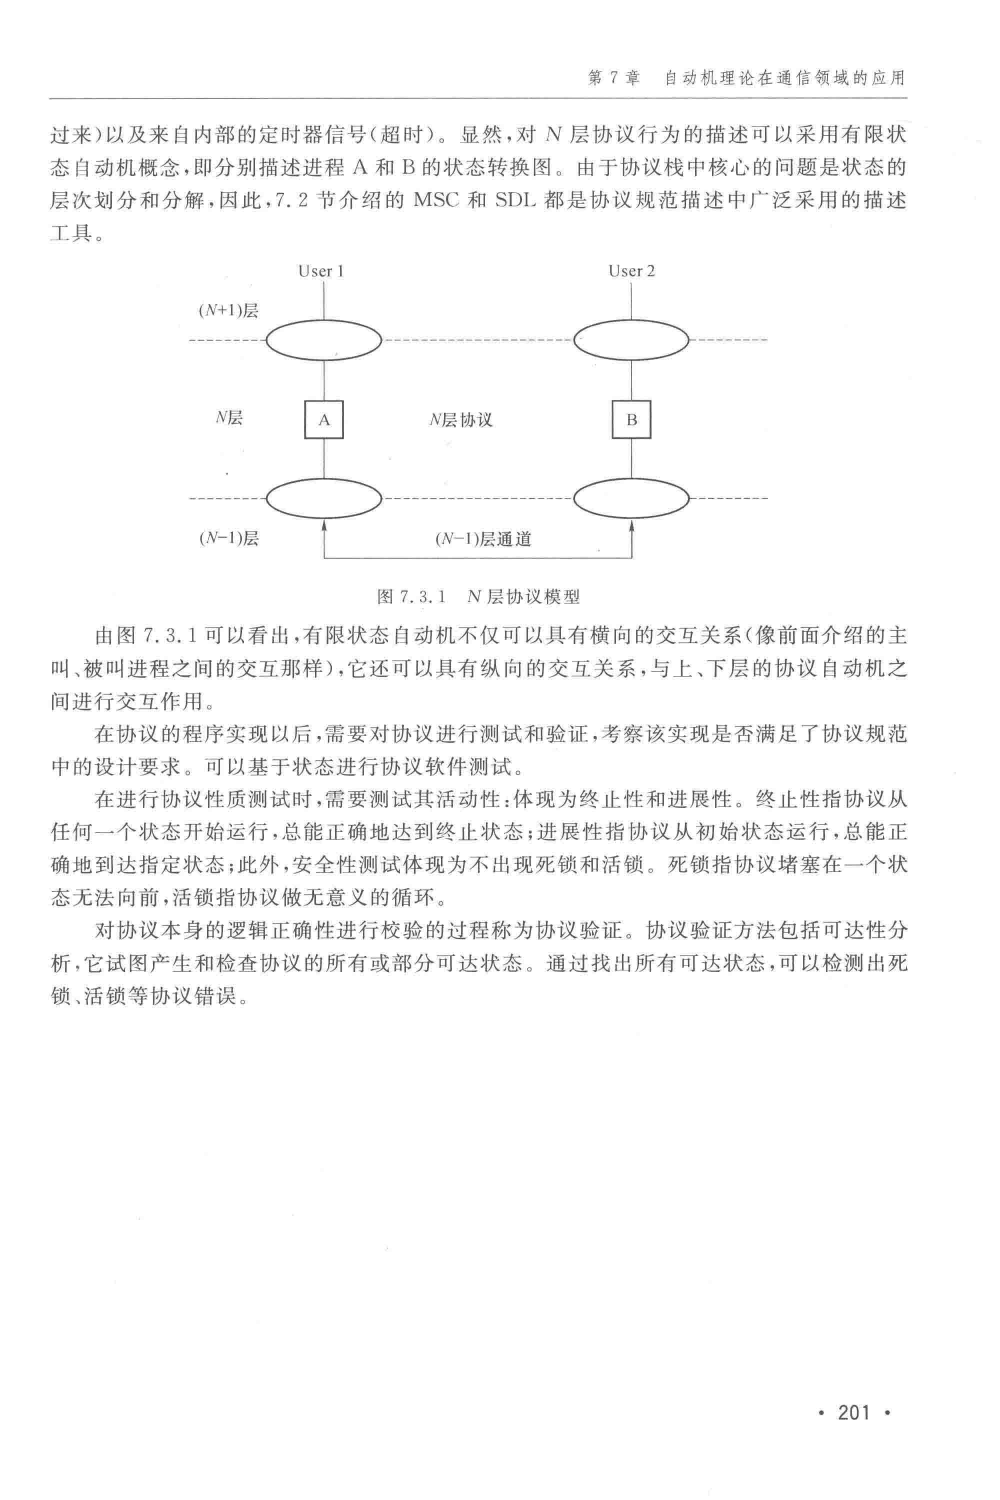 第 7 章　自动机理论在通信领域的应用
过来)以及来自内部的定时器信号(超时)。显然,对 N 层协议行为的描述可以采用有限状
态自动机概念,即分别描述进程 A 和 B 的状态转换图。由于协议栈中核心的问题是状态的
层次划分和分解,因此,7.2 节介绍的 MSC 和 SDL 都是协议规范描述中广泛采用的描述
工具。
User 1
User 2
(N+1)层
N层
A
N层协议
B
(N−1)层
(N−1)层通道
图 7.3.1　N 层协议模型
由图 7.3.1 可以看出,有限状态自动机不仅可以具有横向的交互关系(像前面介绍的主
叫、被叫进程之间的交互那样),它还可以具有纵向的交互关系,与上、下层的协议自动机之
间进行交互作用。
在协议的程序实现以后,需要对协议进行测试和验证,考察该实现是否满足了协议规范
中的设计要求。可以基于状态进行协议软件测试。
在进行协议性质测试时,需要测试其活动性:体现为终止性和进展性。终止性指协议从
任何一个状态开始运行,总能正确地达到终止状态;进展性指协议从初始状态运行,总能正
确地到达指定状态;此外,安全性测试体现为不出现死锁和活锁。死锁指协议堵塞在一个状
态无法向前,活锁指协议做无意义的循环。
对协议本身的逻辑正确性进行校验的过程称为协议验证。协议验证方法包括可达性分
析,它试图产生和检查协议的所有或部分可达状态。通过找出所有可达状态,可以检测出死
锁、活锁等协议错误。
· 201 ·